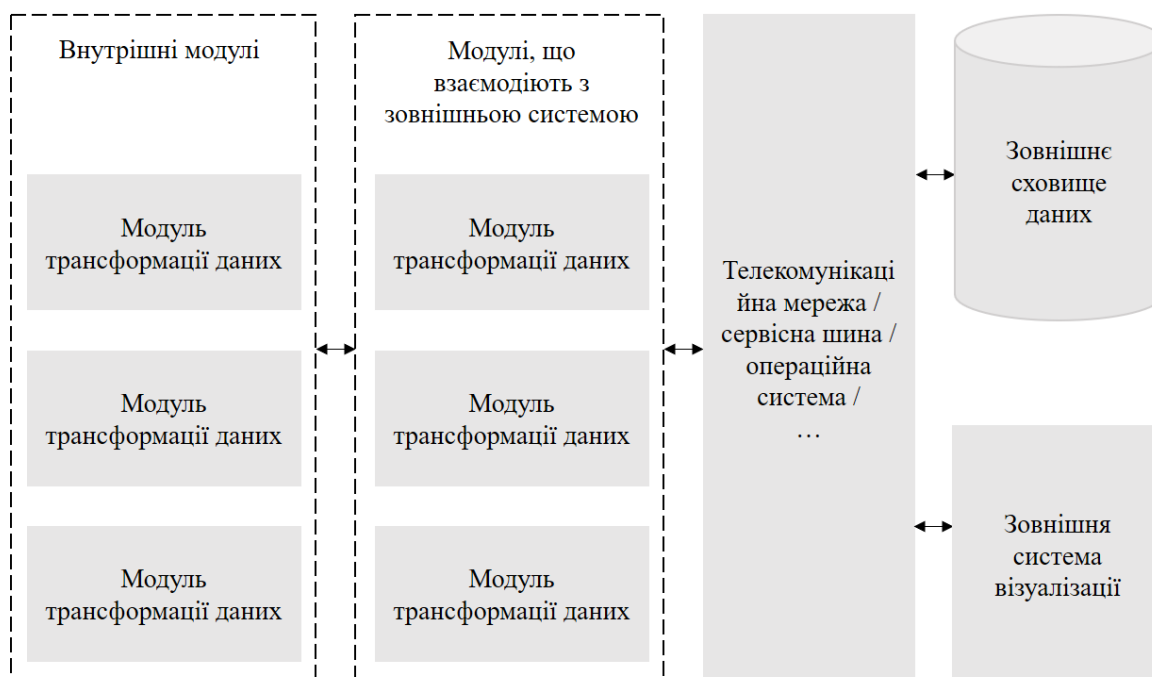 Внутрішні модулі
Модуль
трансформації даних
Модуль
трансформації даних
Модуль
трансформації даних
Модулі, що
взаємодіють з
зовнішньою системою
Модуль
трансформації даних
Модуль
трансформації даних
Модуль
трансформації даних
Телекомунікаці
йна мережа /
сервісна шина /
операційна
система /
…
Зовнішнє
сховище
даних
Зовнішня
система
візуалізації